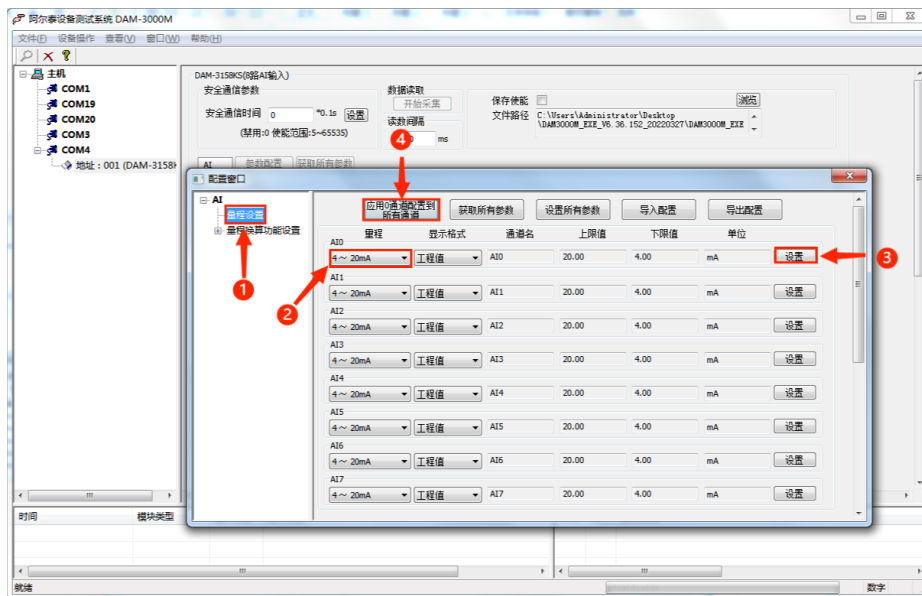 阿尔泰设备测试系统 DAM-3000M
文件(F) 设备操作 查看(V) 窗口(W) 帮助(H)
主机
COM1
COM19
COM20
COM3
COM4
地址：001 (DAM-3158K
DAM-3158KS(8路AI输入)
安全通信参数
安全通信时间 0 *0.1s 设置
(禁用:0 使能范围:5~65535)
数据读取
开始采集
读数间隔
ms
保存使能 浏览
文件路径 C:\Users\Administrator\Desktop
\DAM3000M_EXE_V6.36.152_20220327\DAM3000M_EXE
AI 参数配置 获取所有参数
4
配置窗口
AI
量程设置
量程换算功能设置
1
2
3
应用0通道配置到
所有通道
获取所有参数 设置所有参数 导入配置 导出配置
里程 显示格式 通道名 上限值 下限值 单位
AI0
4～20mA 工程值 AI0 20.00 4.00 mA 设置
AI1
4～20mA 工程值 AI1 20.00 4.00 mA 设置
AI2
4～20mA 工程值 AI2 20.00 4.00 mA 设置
AI3
4～20mA 工程值 AI3 20.00 4.00 mA 设置
AI4
4～20mA 工程值 AI4 20.00 4.00 mA 设置
AI5
4～20mA 工程值 AI5 20.00 4.00 mA 设置
AI6
4～20mA 工程值 AI6 20.00 4.00 mA 设置
AI7
4～20mA 工程值 AI7 20.00 4.00 mA 设置
时间 模块类型
就绪 数字